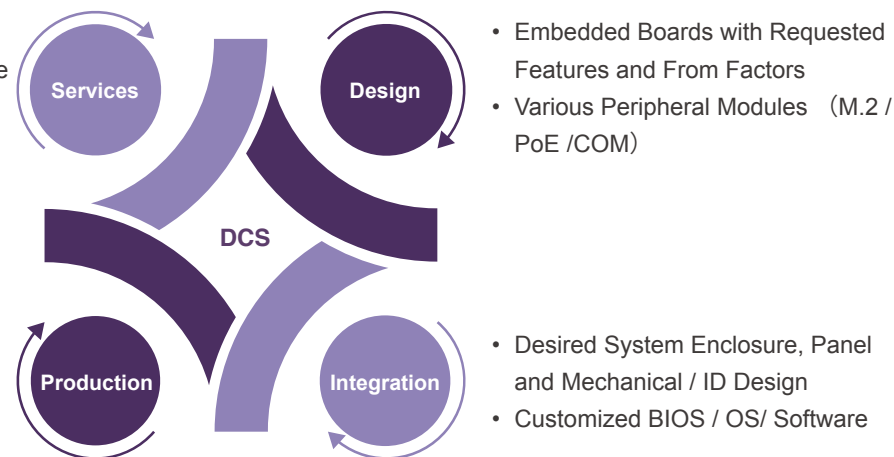 e
Services
Design
• Embedded Boards with Requested
Features and From Factors
• Various Peripheral Modules （M.2 /
PoE /COM）
DCS
Production
Integration
• Desired System Enclosure, Panel
and Mechanical / ID Design
• Customized BIOS / OS/ Software